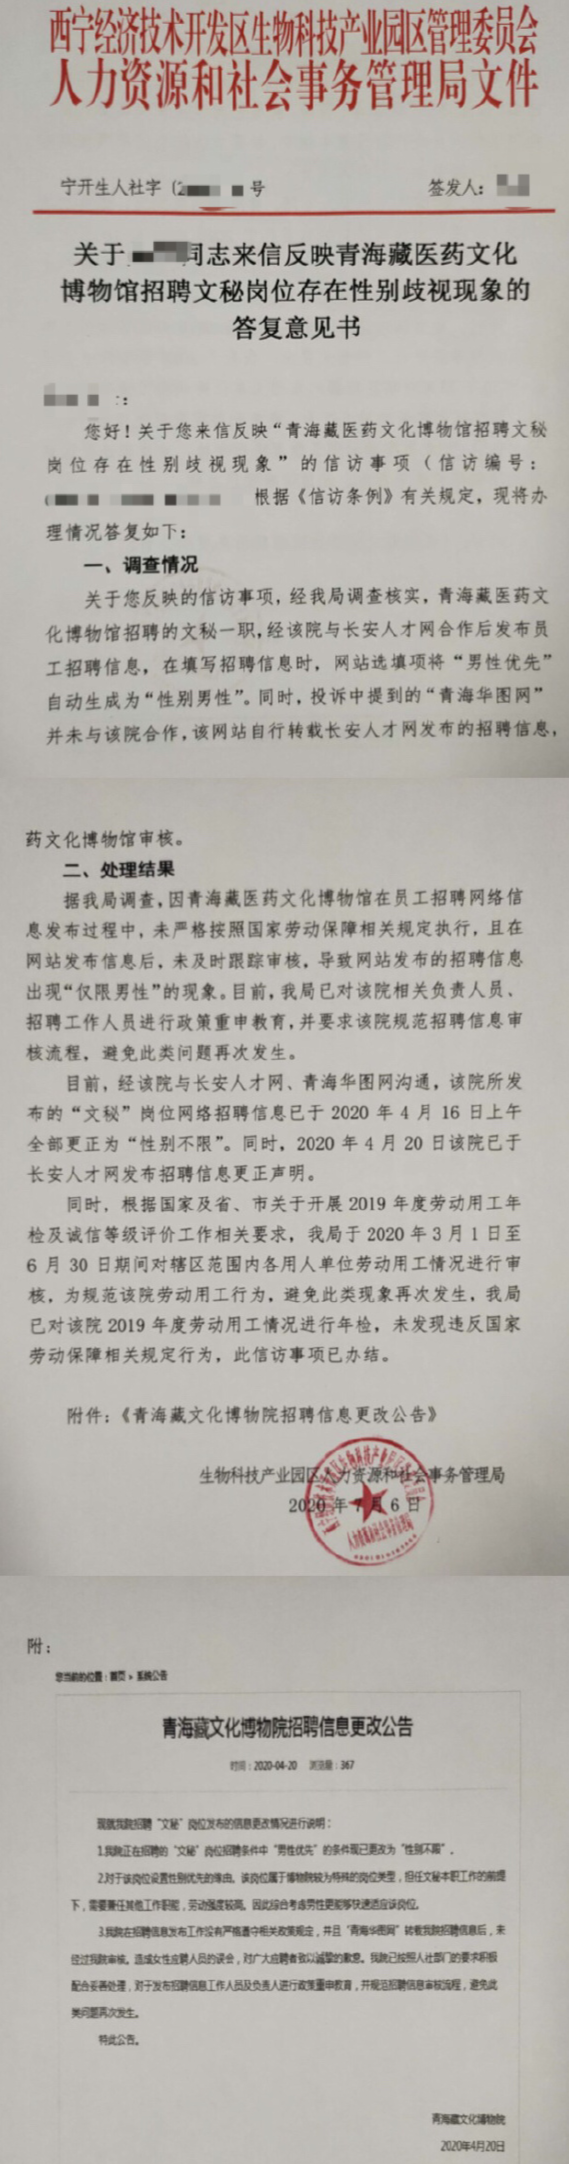 西宁经济技术开发区生物科技产业园区管理委员会
人力资源和社会事务管理局文件
宁开生人社字〔2 号
签发人：
关于 同志来信反映青海藏医药文化
博物馆招聘文秘岗位存在性别歧视现象的
答复意见书
：
您好！关于您来信反映“青海藏医药文化博物馆招聘文秘
岗位存在性别歧视现象”的信访事项（信访编号：
根据《信访条例》有关规定，现将办
理情况答复如下：
一、调查情况
关于您反映的信访事项，经我局调查核实，青海藏医药文
化博物馆招聘的文秘一职，经该院与长安人才网合作后发布员
工招聘信息，在填写招聘信息时，网站选填项将“男性优先”
自动生成为“性别男性”。同时，投诉中提到的“青海华图网”
并未与该院合作，该网站自行转载长安人才网发布的招聘信息，
药文化博物馆审核。
二、处理结果
据我局调查，因青海藏医药文化博物馆在员工招聘网络信
息发布过程中，未严格按照国家劳动保障相关规定执行，且在
网站发布信息后，未及时跟踪审核，导致网站发布的招聘信息
出现“仅限男性”的现象。目前，我局已对该院相关负责人员、
招聘工作人员进行政策重申教育，并要求该院规范招聘信息审
核流程，避免此类问题再次发生。
目前，经该院与长安人才网、青海华图网沟通，该院所发
布的“文秘”岗位网络招聘信息已于 2020 年 4 月 16 日上午
全部更正为“性别不限”。同时，2020 年 4 月 20 日该院已于
长安人才网发布招聘信息更正声明。
同时，根据国家及省、市关于开展 2019 年度劳动用工年
检及诚信等级评价工作相关要求，我局于 2020 年 3 月 1 日至
6 月 30 日期间对辖区范围内各用人单位劳动用工情况进行审
核，为规范该院劳动用工行为，避免此类现象再次发生，我局
已对该院 2019 年度劳动用工情况进行年检，未发现违反国家
劳动保障相关规定行为，此信访事项已办结。
附件：《青海藏文化博物院招聘信息更改公告》
生物科技产业园区人力资源和社会事务管理局
2020 年 7 月 6 日
附：
您当前的位置：首页 > 系统公告
青海藏文化博物院招聘信息更改公告
时间：2020-04-20 浏览量：367
现就我院招聘“文秘”岗位发布的信息更改情况进行说明：
1.我院正在招聘的“文秘”岗位招聘条件中“男性优先”的条件现已更改为“性别不限”。
2.对于该岗位设置性别优先的缘由。该岗位属于博物院较为特殊的岗位类型，担任文秘本职工作的前提
下，需要兼任其他工作职能，劳动强度较高。因此综合考虑男性更能够快速适应该岗位。
3.我院在招聘信息发布工作没有严格遵守相关政策规定，并且“青海华图网”转载我院招聘信息后，未
经过我院审核。造成女性应聘人员的误会，对广大应聘者致以诚挚的歉意。我院已按照人社部门的要求积极
配合妥善处理，对于发布招聘信息工作人员及负责人进行政策重申教育，并规范招聘信息审核流程，避免此
类问题再次发生。
特此公告。
青海藏文化博物院
2020年4月20日